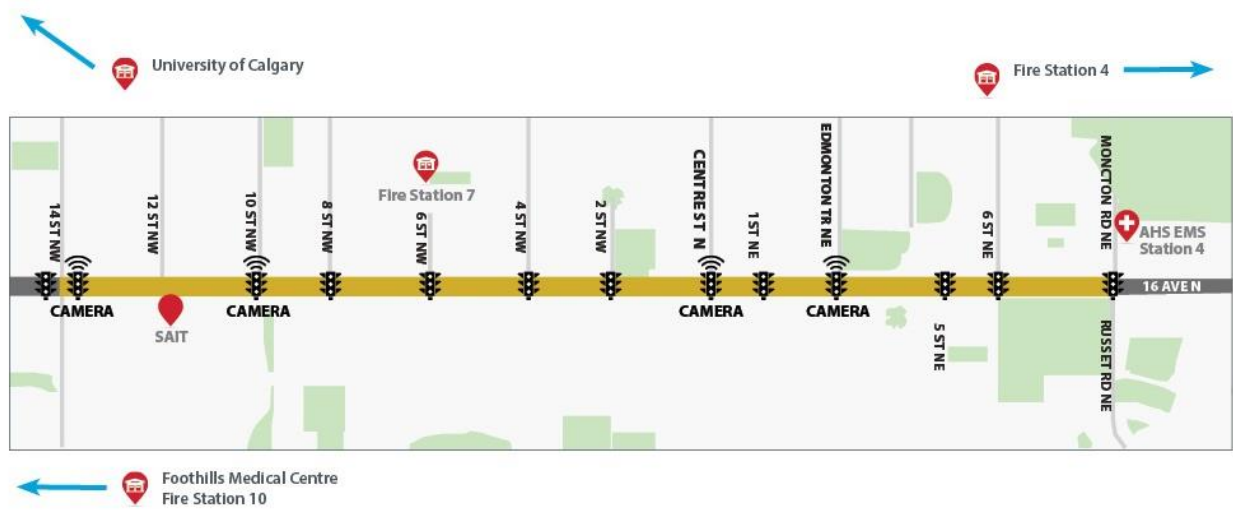 University of Calgary
Fire Station 4
14 ST NW
12 ST NW
10 ST NW
8 ST NW
Fire Station 7
6 ST NW
4 ST NW
2 ST NW
CENTRE ST N
1 ST NE
EDMONTON TR NE
6 ST NE
MONCTON RD NE
AHS EMS
Station 4
16 AVE N
CAMERA
CAMERA
CAMERA
CAMERA
SAIT
5 ST NE
RUSSET RD NE
Foothills Medical Centre
Fire Station 10